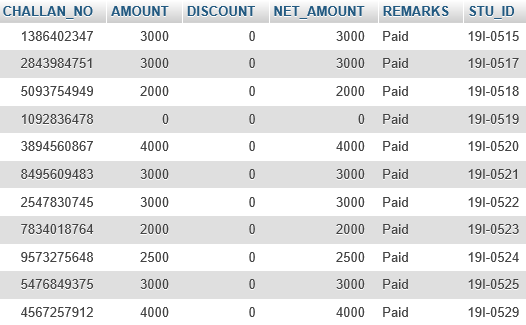 CHALLAN_NO AMOUNT DISCOUNT NET_AMOUNT REMARKS STU_ID
1386402347 3000 0 3000 Paid 19I-0515
2843984751 3000 0 3000 Paid 19I-0517
5093754949 2000 0 2000 Paid 19I-0518
1092836478 0 0 0 Paid 19I-0519
3894560867 4000 0 4000 Paid 19I-0520
8495609483 3000 0 3000 Paid 19I-0521
2547830745 3000 0 3000 Paid 19I-0522
7834018764 2000 0 2000 Paid 19I-0523
9573275648 2500 0 2500 Paid 19I-0524
5476849375 3000 0 3000 Paid 19I-0525
4567257912 4000 0 4000 Paid 19I-0529